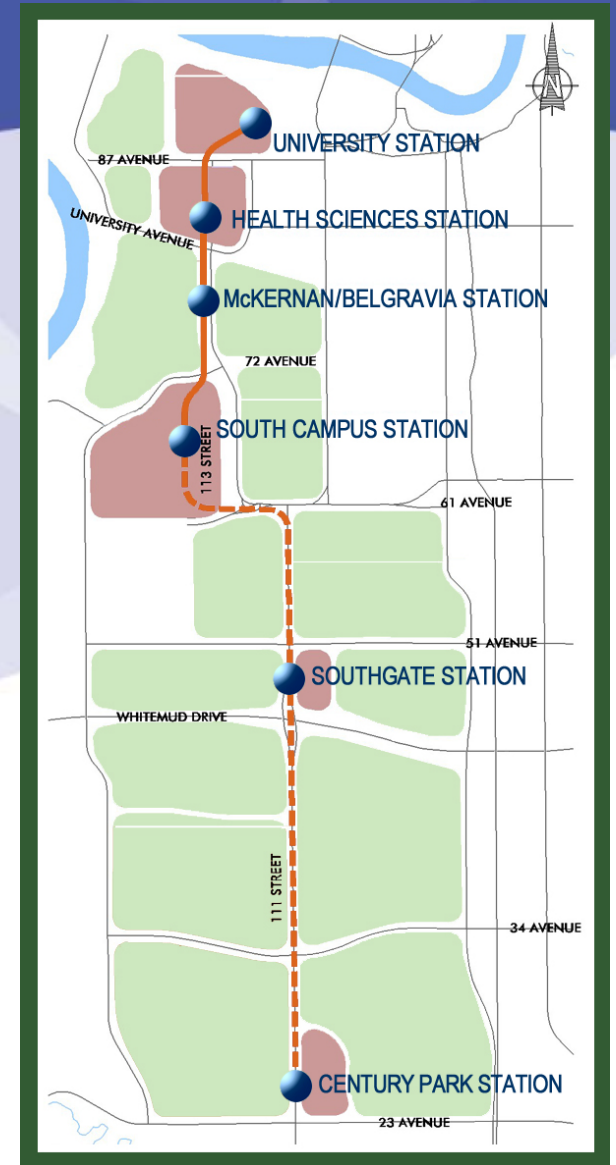 N
UNIVERSITY STATION
87 AVENUE
UNIVERSITY AVENUE
HEALTH SCIENCES STATION
McKERNAN/BELGRAVIA STATION
72 AVENUE
SOUTH CAMPUS STATION
113 STREET
61 AVENUE
51 AVENUE
SOUTHGATE STATION
WHITEMUD DRIVE
111 STREET
34 AVENUE
CENTURY PARK STATION
23 AVENUE